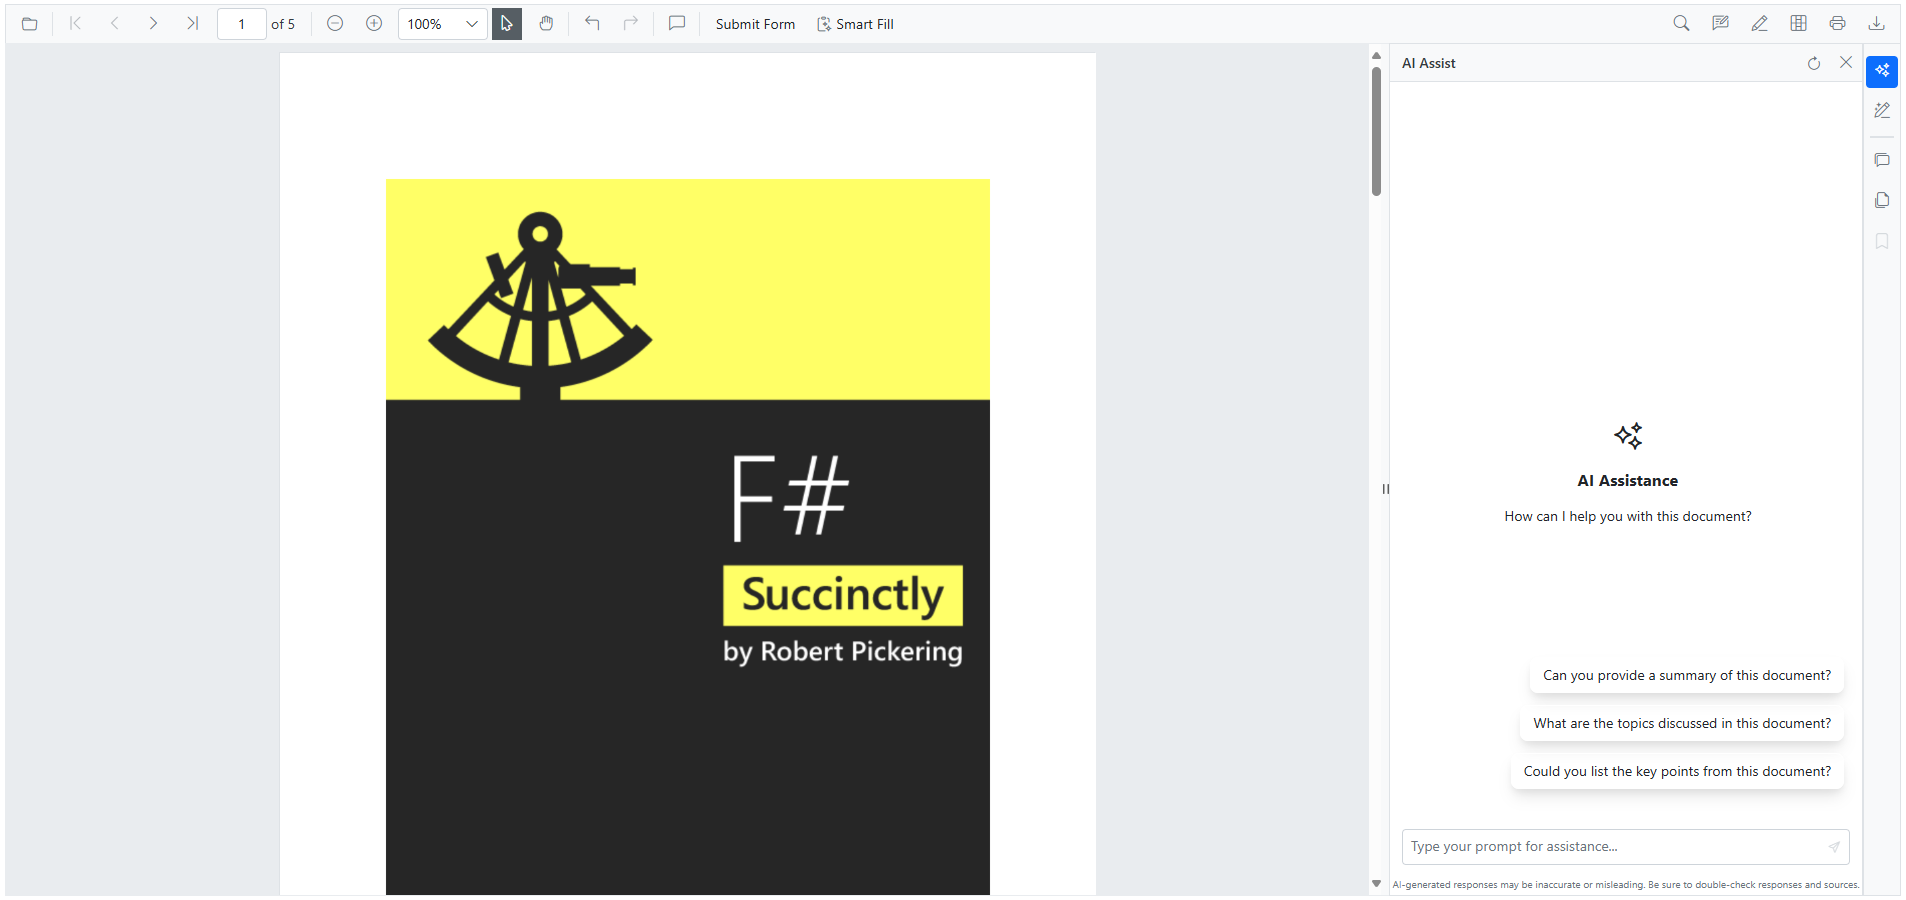 1 of 5 100% Submit Form Smart Fill
F#
Succinctly
by Robert Pickering
AI Assist
AI Assistance
How can I help you with this document?
Can you provide a summary of this document?
What are the topics discussed in this document?
Could you list the key points from this document?
Type your prompt for assistance...
AI-generated responses may be inaccurate or misleading. Be sure to double-check responses and sources.